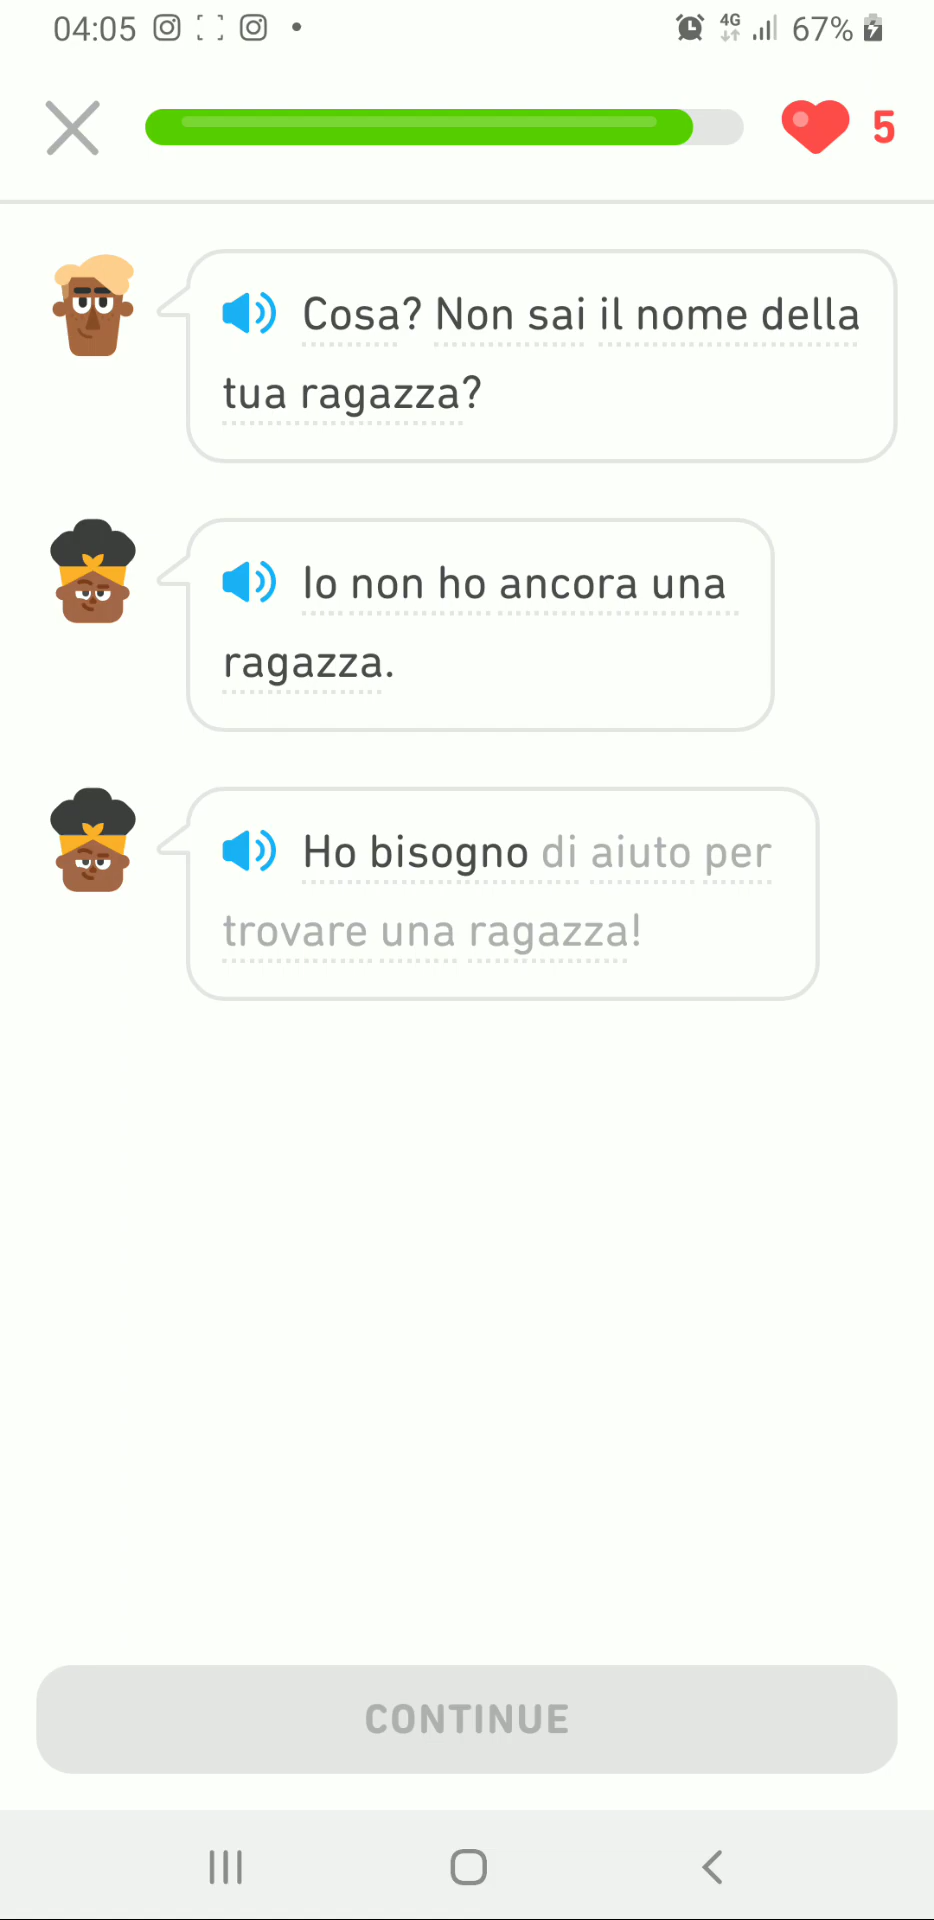 04:05 4G 67%
5
Cosa? Non sai il nome della
tua ragazza?
Io non ho ancora una
ragazza.
Ho bisogno di aiuto per
trovare una ragazza!
CONTINUE